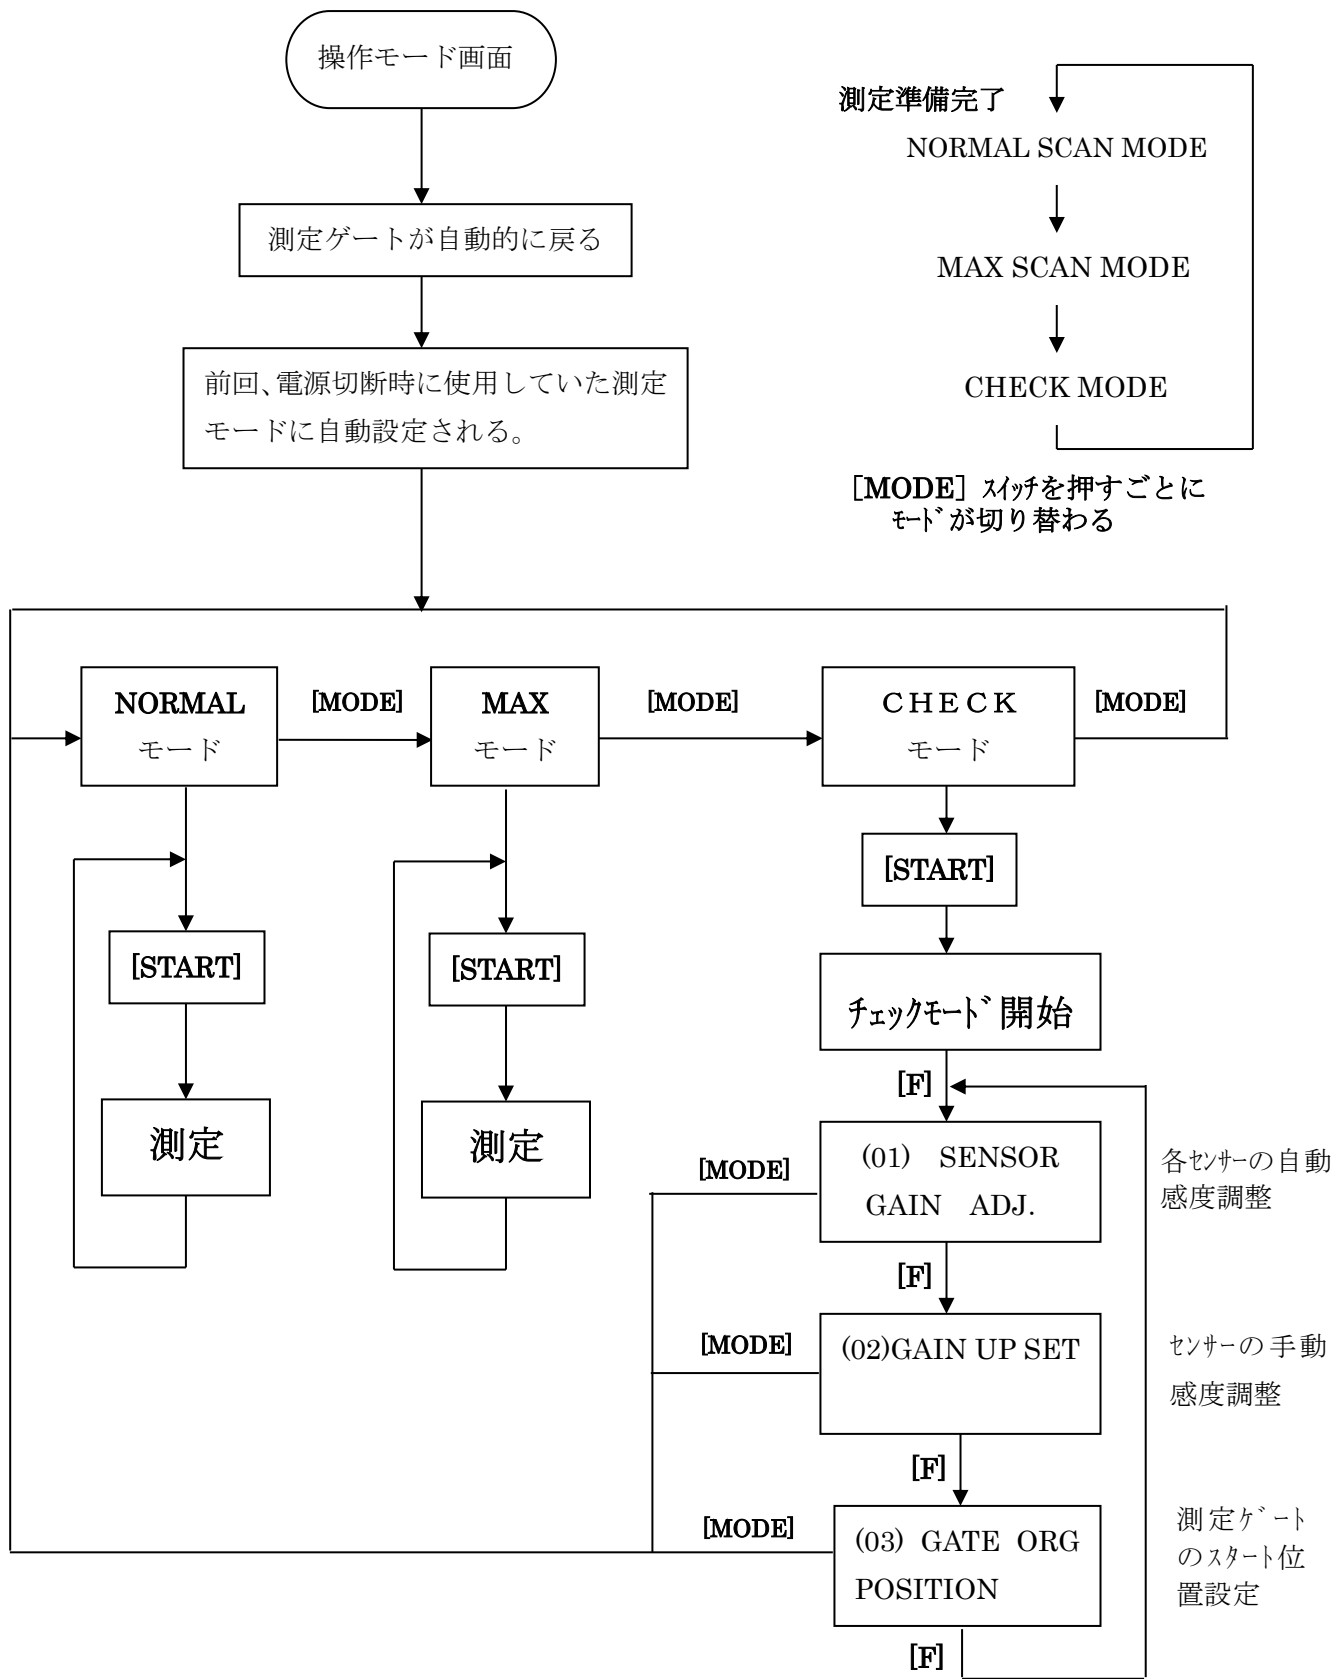 操作モード画面
測定ゲートが自動的に戻る
前回、電源切断時に使用していた測定
モードに自動設定される。
測定準備完了
NORMAL SCAN MODE
MAX SCAN MODE
CHECK MODE
［MODE］ｽｲｯﾁを押すごとに
ﾓｰﾄﾞが切り替わる
NORMAL
モード
[MODE]
MAX
モード
[MODE]
ＣＨＥＣＫ
モード
[MODE]
[START]
測定
[START]
測定
[START]
ﾁｪｯｸﾓｰﾄﾞ開始
[F]
(01) SENSOR
GAIN ADJ.
[MODE]
各ｾﾝｻｰの自動
感度調整
[F]
(02)GAIN UP SET
[MODE]
ｾﾝｻｰの手動
感度調整
[F]
(03) GATE ORG
POSITION
[MODE]
測定ｹﾞｰﾄ
のｽﾀｰﾄ位
置設定
[F]